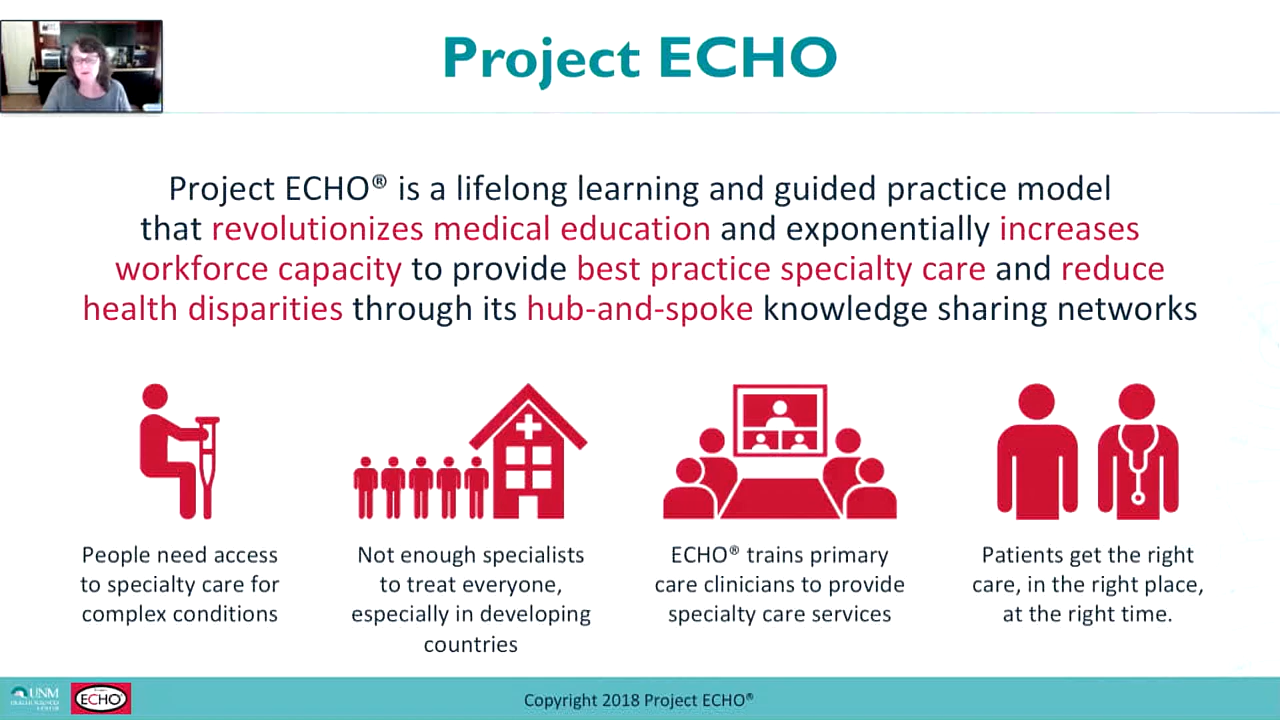 Project ECHO
Project ECHO® is a lifelong learning and guided practice model
that revolutionizes medical education and exponentially increases
workforce capacity to provide best practice specialty care and reduce
health disparities through its hub-and-spoke knowledge sharing networks
People need access
to specialty care for
complex conditions
Not enough specialists
to treat everyone,
especially in developing
countries
ECHO® trains primary
care clinicians to provide
specialty care services
Patients get the right
care, in the right place,
at the right time.
UNM
HEALTH SCIENCES
CENTER
ECHO
Copyright 2018 Project ECHO®